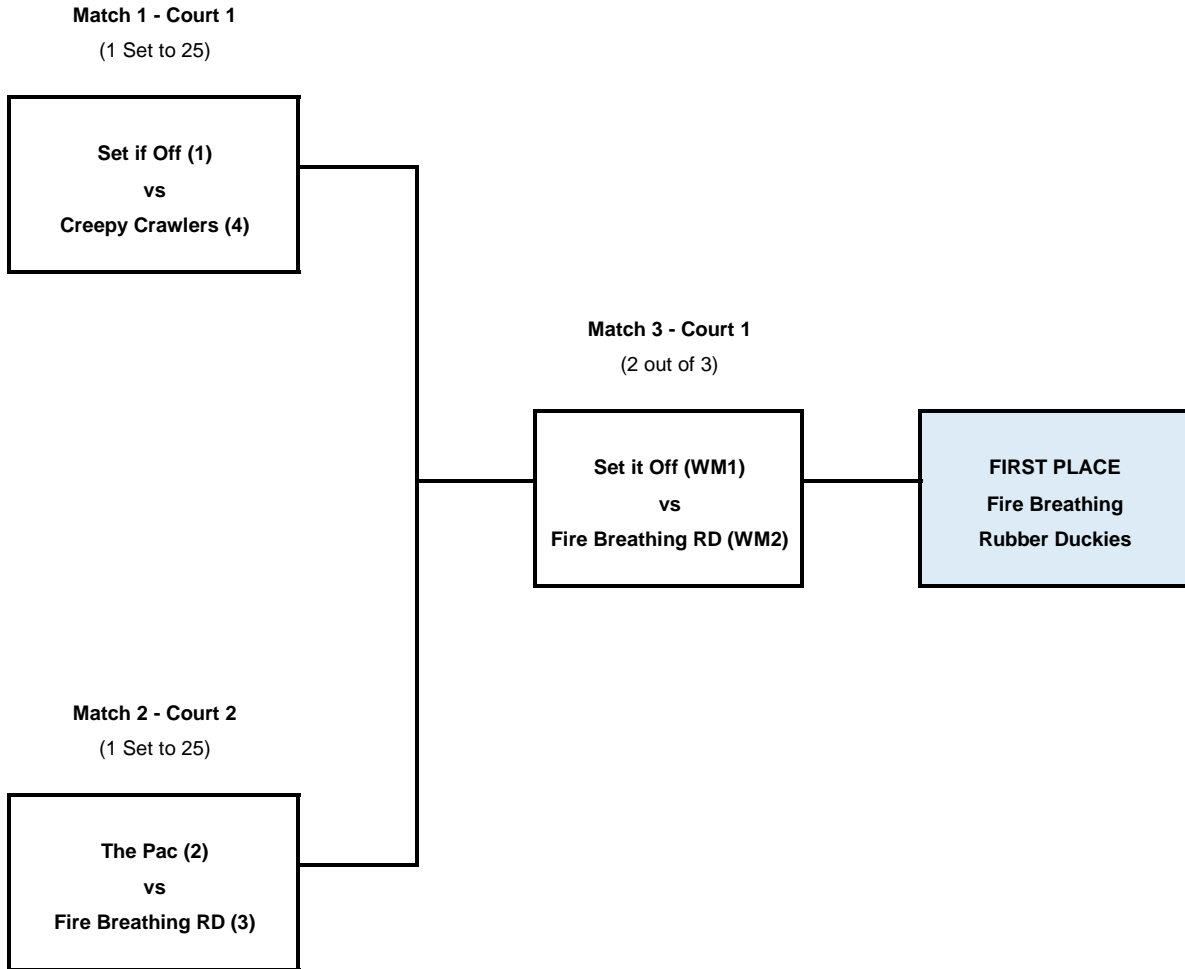 Match 1 - Court 1
(1 Set to 25)
Set if Off (1)
vs
Creepy Crawlers (4)
Match 3 - Court 1
(2 out of 3)
Set it Off (WM1)
vs
Fire Breathing RD (WM2)
FIRST PLACE
Fire Breathing
Rubber Duckies
Match 2 - Court 2
(1 Set to 25)
The Pac (2)
vs
Fire Breathing RD (3)